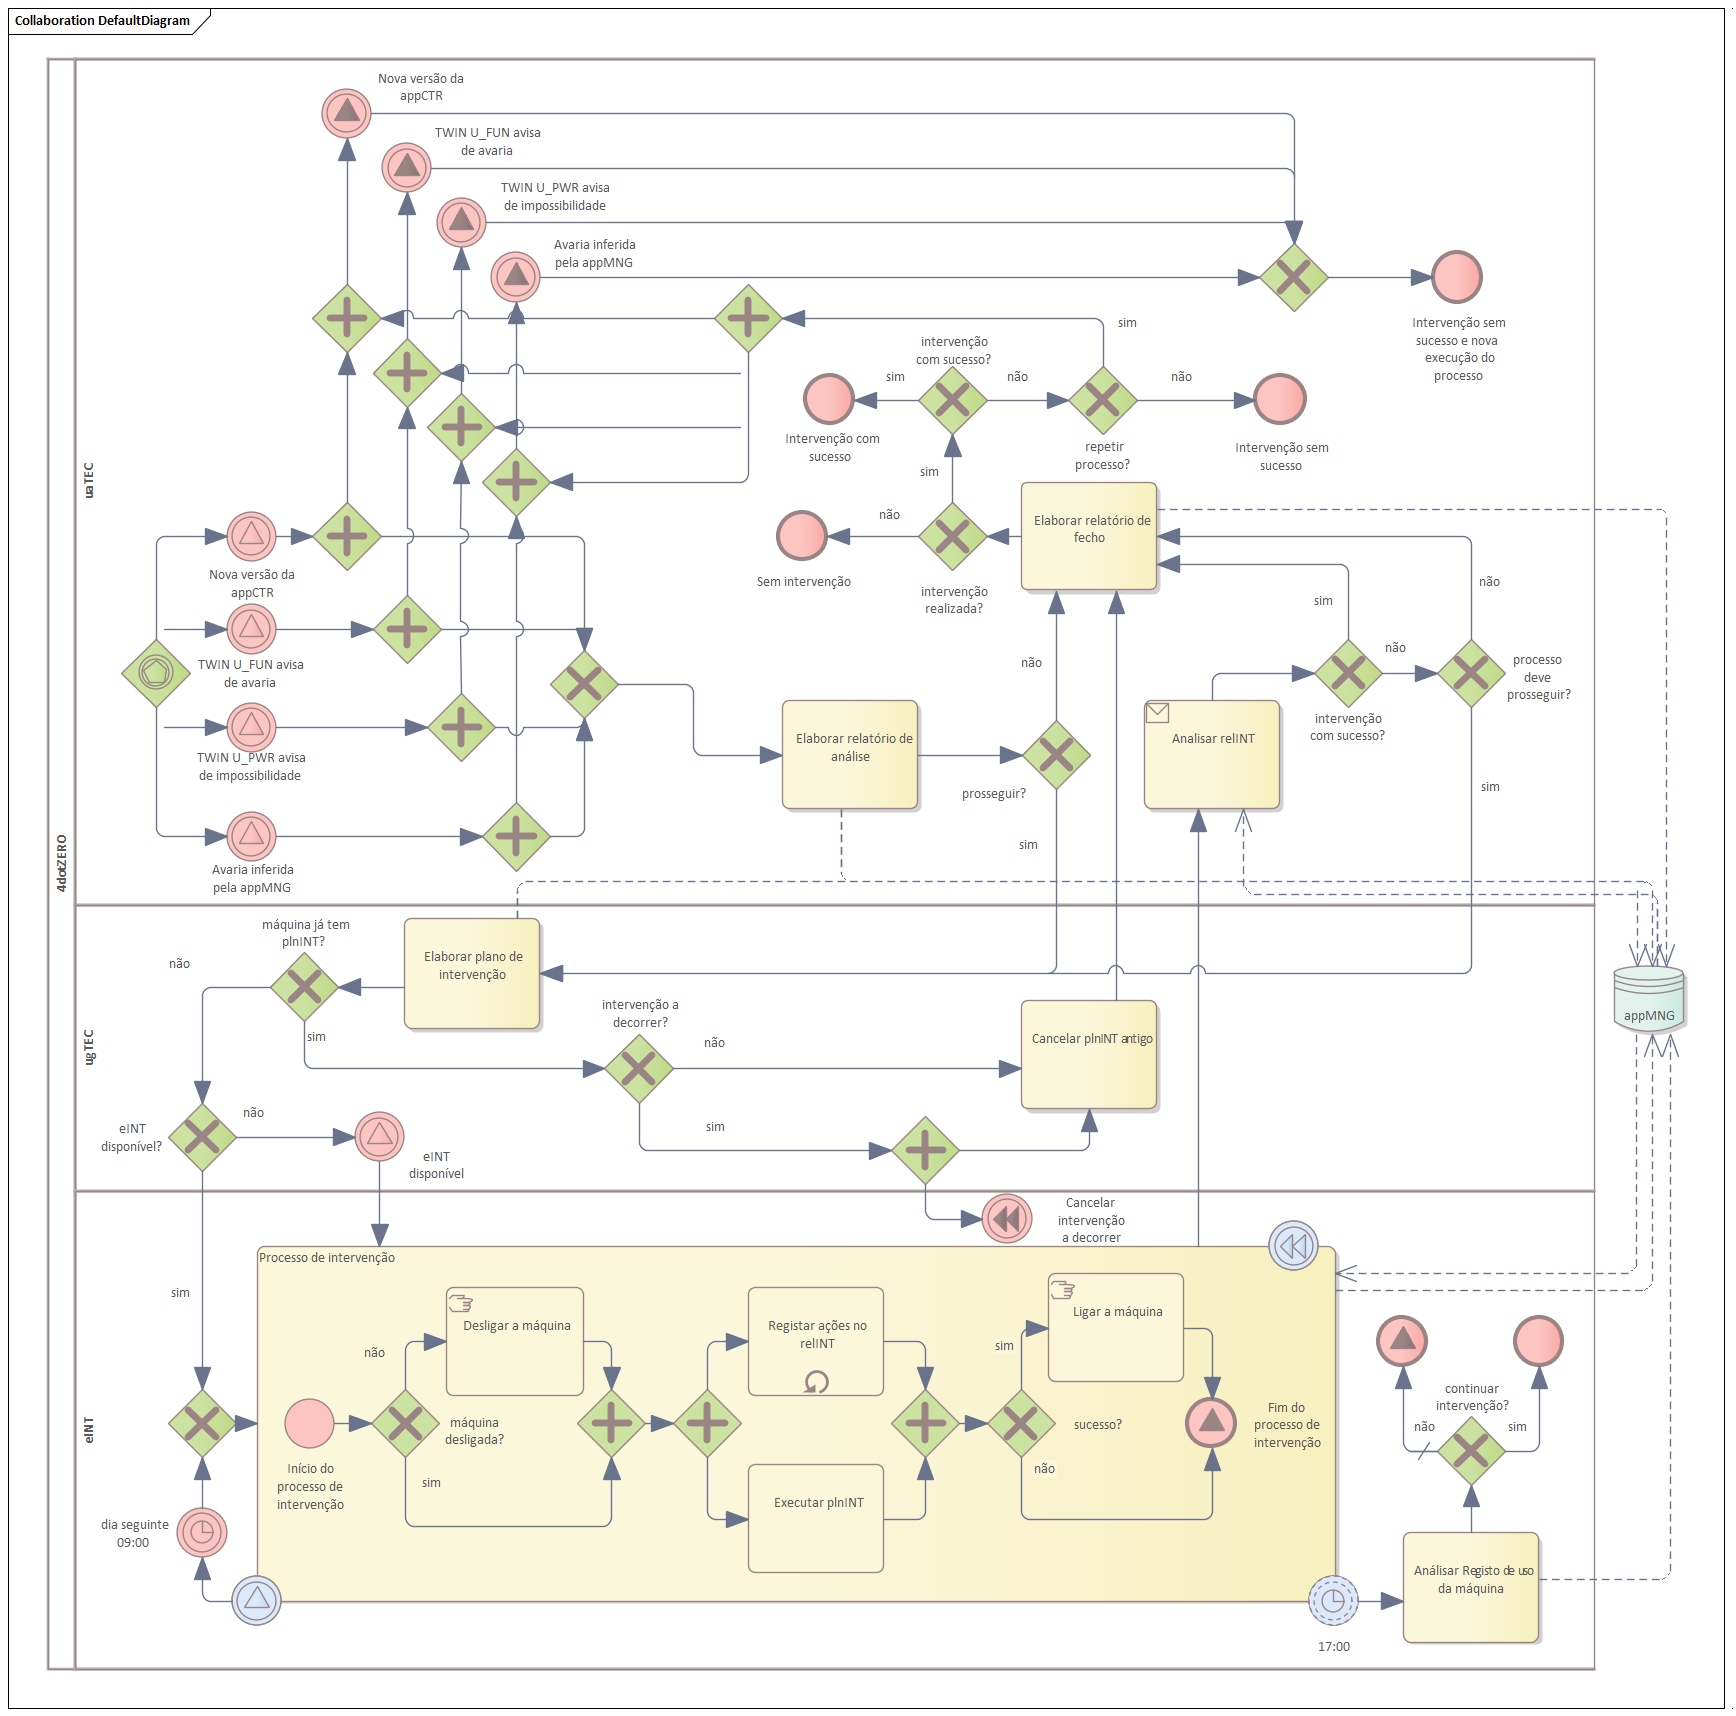 Collaboration DefaultDiagram
Nova versão da
appCTR
TWIN U_FUN avisa
de avaria
TWIN U_PWR avisa
de impossibilidade
Avaria inferida
pela appMNG
Intervenção sem
sucesso e nova
execução do
processo
sim
intervenção
com sucesso?
sim
não
não
Intervenção com
sucesso
repetir
processo?
Intervenção sem
sucesso
uaTEC
sim
não
Elaborar relatório de
fecho
Nova versão da
appCTR
Sem intervenção
intervenção
realizada?
sim
não
TWIN U_FUN avisa
de avaria
não
não
processo
deve
prosseguir?
intervenção
com sucesso?
Elaborar relatório de
análise
Analisar relINT
TWIN U_PWR avisa
de impossibilidade
prosseguir?
sim
sim
Avaria inferida
pela appMNG
4dotZERO
máquina já tem
plnINT?
não
Elaborar plano de
intervenção
intervenção a
decorrer?
sim
não
Cancelar plnINT antigo
appMNG
ugTEC
eINT
disponível?
não
sim
eINT
disponível
Cancelar
intervenção
a decorrer
Processo de intervenção
sim
Desligar a máquina
Registar ações no
relINT
Ligar a máquina
não
sim
Início do
processo de
intervenção
máquina
desligada?
sim
sucesso?
não
Fim do
processo de
intervenção
continuar
intervenção?
não
sim
eINT
Executar plnINT
dia seguinte
09:00
17:00
Análisar Registo de uso
da máquina